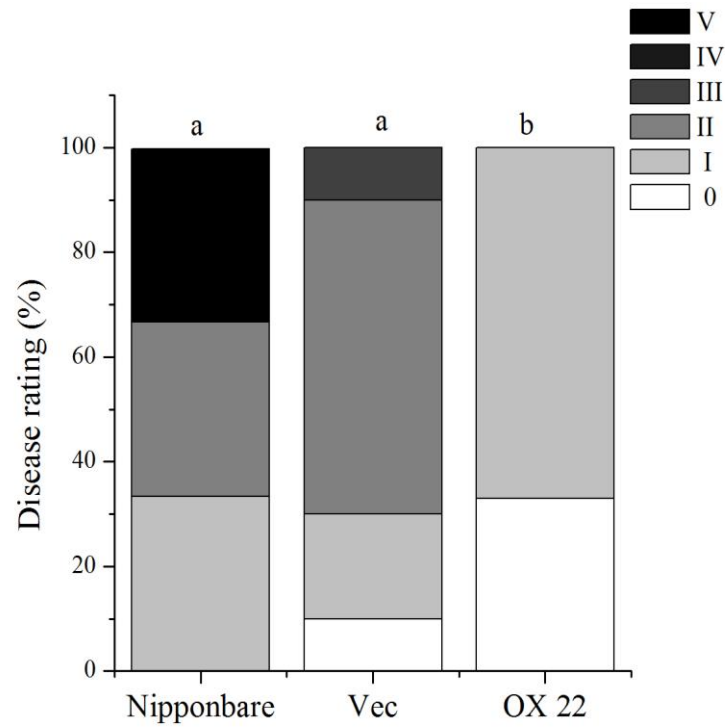 V
IV
III
II
I
0
a a b
100
80
60
40
20
0
Disease rating (%)
Nipponbare Vec OX 22